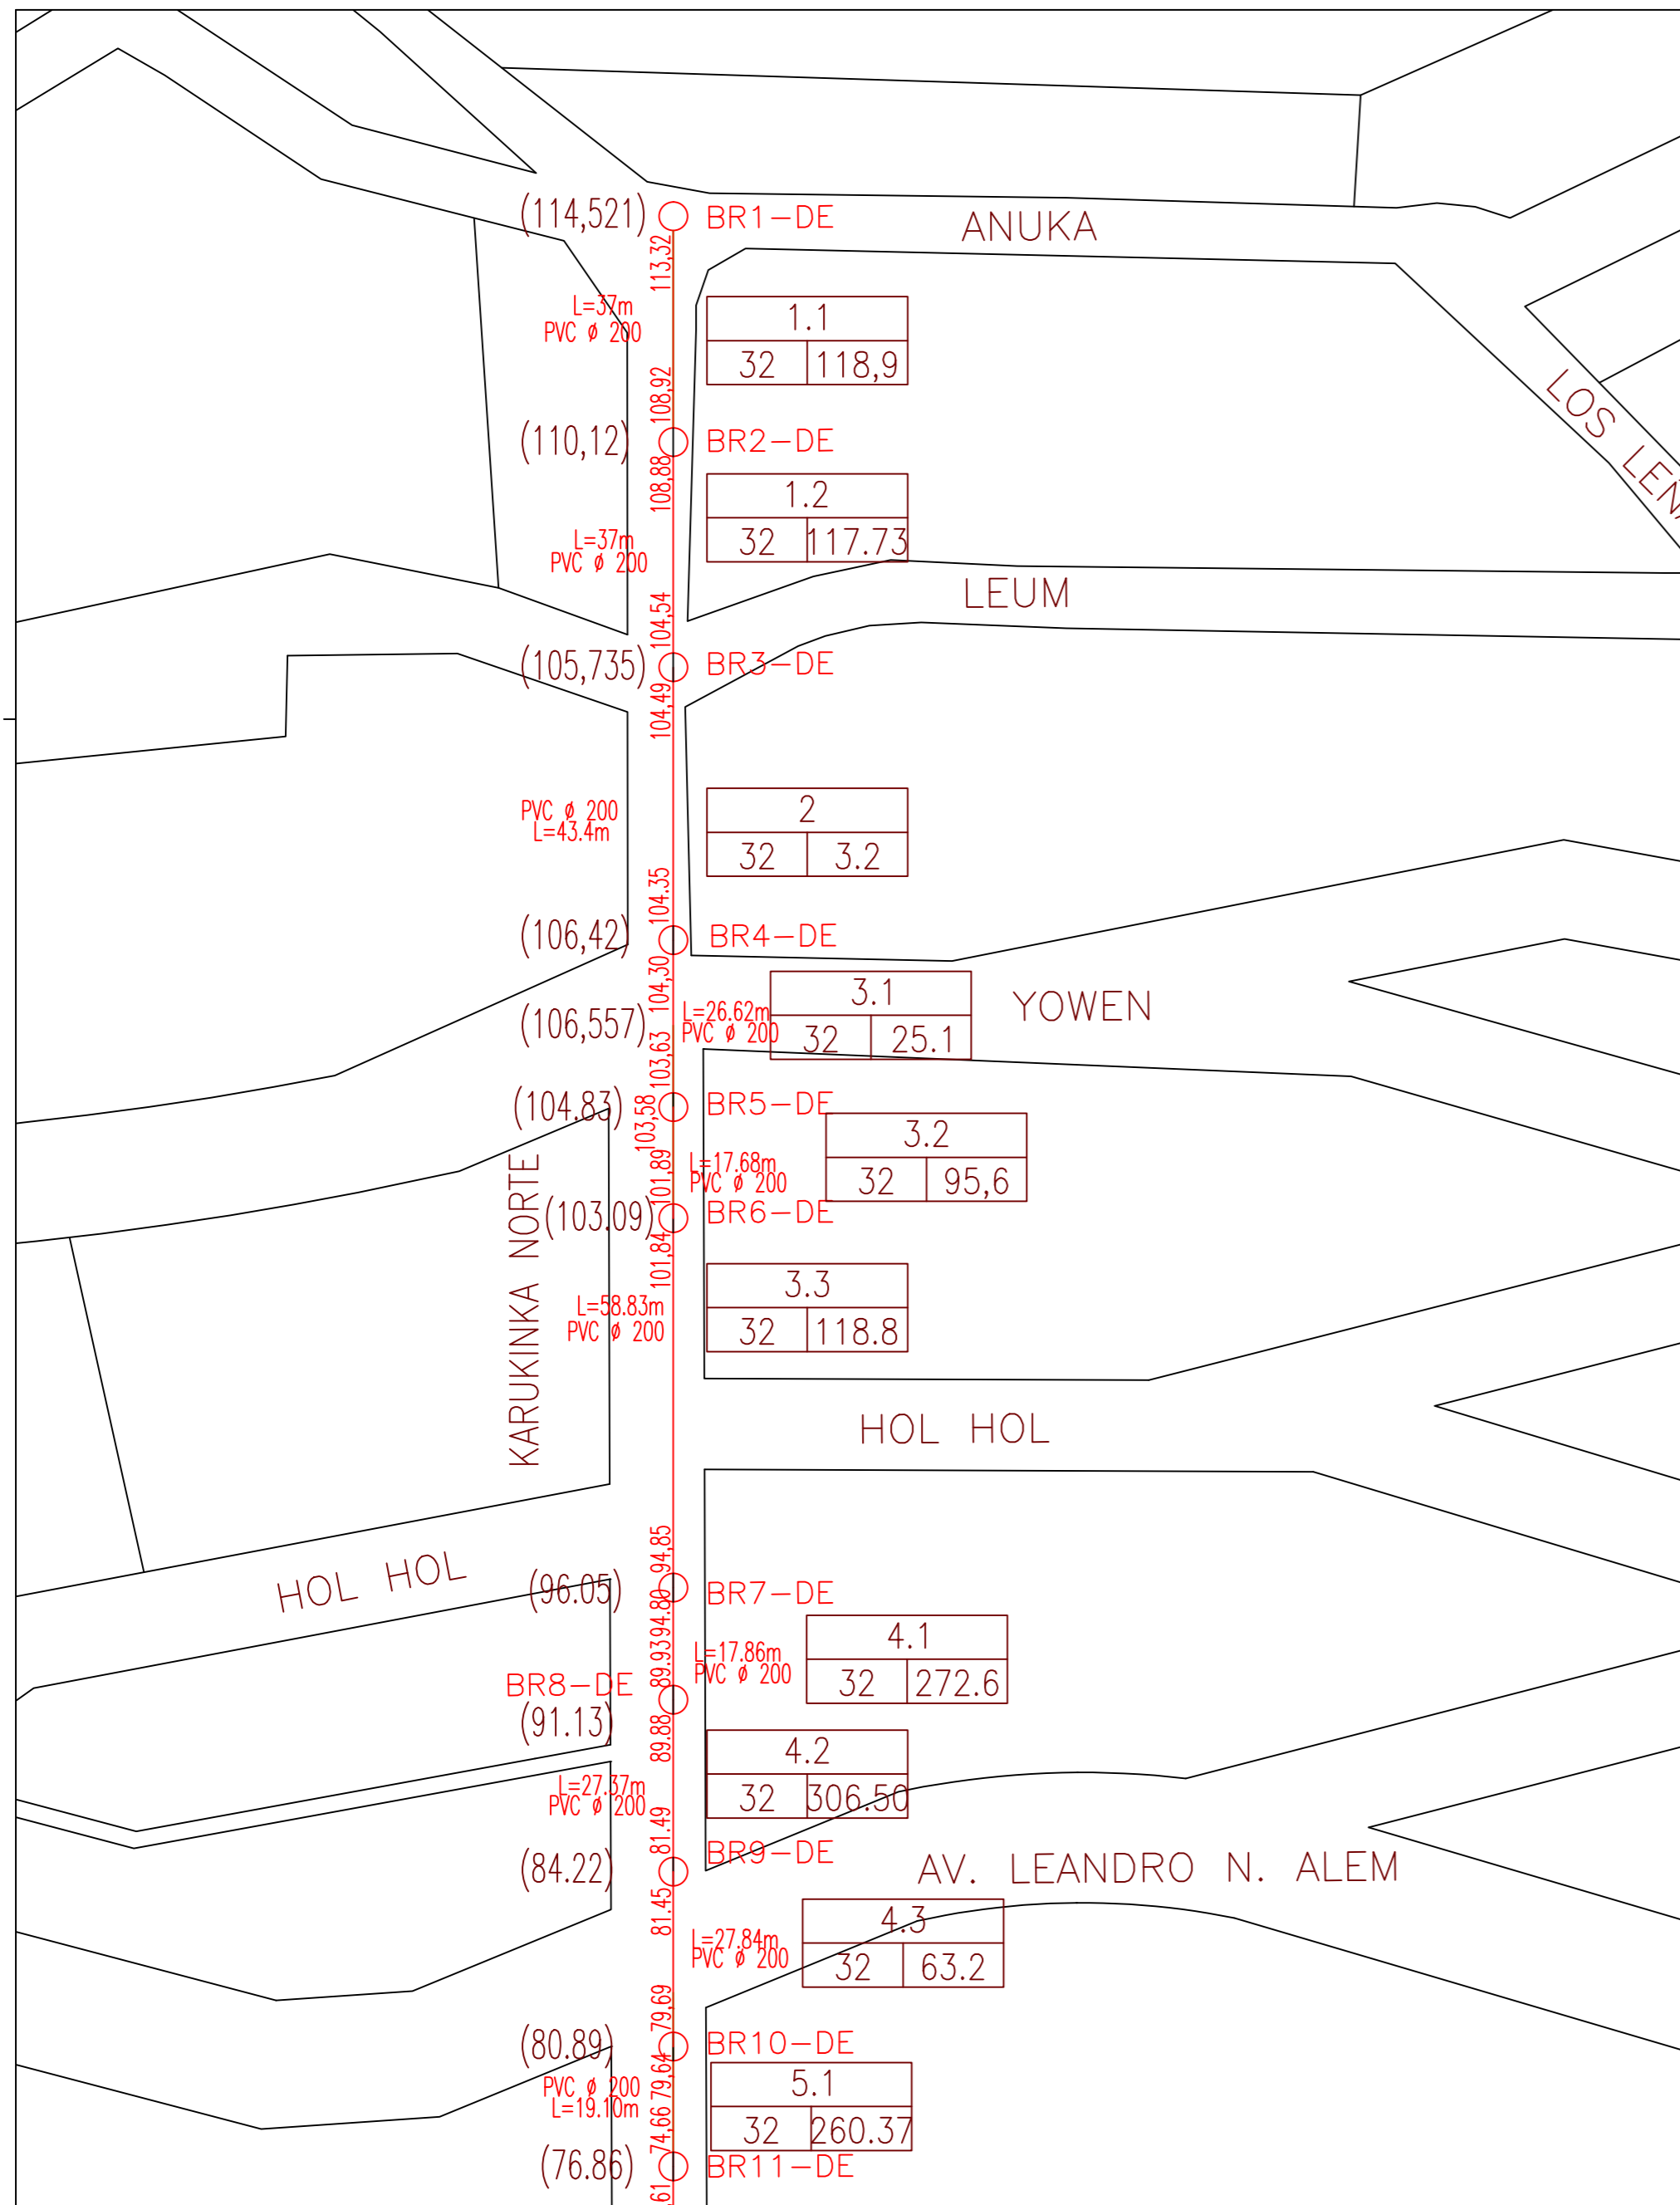 (114,521)
BR1-DE
ANUKA
113,32
L=37m
PVC ø 200
1.1
32
118,9
108,92
(110,12)
BR2-DE
108,88
1.2
32
117.73
L=37m
PVC ø 200
LEUM
104,54
(105,735)
BR3-DE
104,49
PVC ø 200
L=43.4m
2
32
3.2
104.35
(106,42)
BR4-DE
104,30
3.1
32
25.1
YOWEN
(106,557)
L=26.62m
PVC ø 200
103,63
(104.83)
BR5-DE
103,58
3.2
32
95,6
KARUKINKA NORTE
101,89
L=17.68m
PVC ø 200
(103.09)
BR6-DE
101,84
3.3
32
118.8
L=58.83m
PVC ø 200
HOL HOL
HOL HOL
94,85
(96.05)
BR7-DE
94.80
4.1
32
272.6
89.93
L=17.86m
PVC ø 200
BR8-DE
(91.13)
89.88
4.2
32
306.50
L=27.37m
PVC ø 200
81.49
BR9-DE
(84.22)
AV. LEANDRO N. ALEM
81.45
4.3
32
63.2
L=27.84m
PVC ø 200
79,69
(80.89)
BR10-DE
79,64
5.1
32
260.37
PVC ø 200
L=19.10m
74,66
(76.86)
BR11-DE